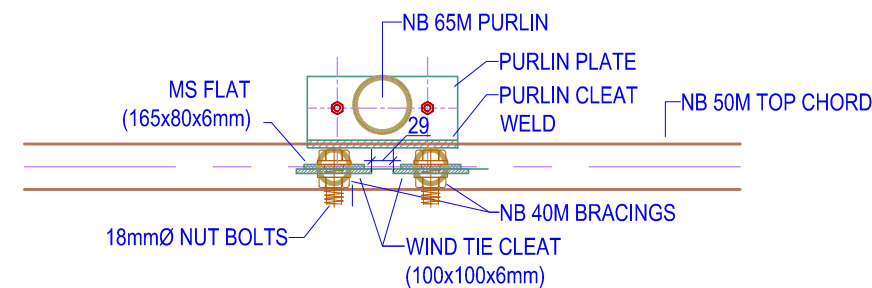 NB 65M PURLIN
PURLIN PLATE
MS FLAT
(165x80x6mm)
PURLIN CLEAT
WELD
NB 50M TOP CHORD
29
NB 40M BRACINGS
18mmØ NUT BOLTS
WIND TIE CLEAT
(100x100x6mm)